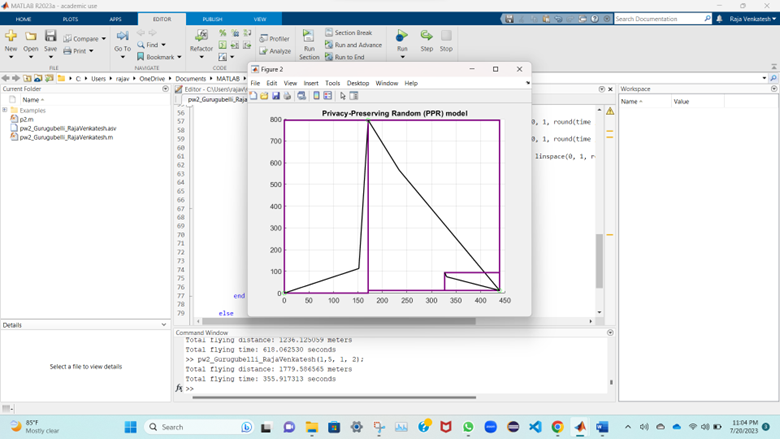 MATLAB R2023a - academic use
HOME PLOTS APPS EDITOR PUBLISH VIEW
Search Documentation
Raja Venkatesh
New Open Save
Compare
Print
Go To
Find
Bookmark
Refactor
Profiler
Analyze
Run Section
Section Break
Run and Advance
Run to End
Run Step Stop
FILE NAVIGATE
C: Users rajav OneDrive Documents MATLAB
Current Folder
Name
Examples
p2.m
pw2_Gurugubelli_RajaVenkatesh.asv
pw2_Gurugubelli_RajaVenkatesh.m
Details
Select a file to view details
Editor - C:\Users\raja
pw2_Gurugubelli_Raja
56
57
58
59
60
61
62
63
64
65
66
67
68
69
70
71
72
73
74
75
76
77
78
79
0, 1, round(time
0, 1, round(time
linspace(0, 1, r
end
else
Figure 2
File Edit View Insert Tools Desktop Window Help
Privacy-Preserving Random (PPR) model
800
700
600
500
400
300
200
100
0
0 50 100 150 200 250 300 350 400 450
Workspace
Name Value
Command Window
Total flying distance: 1236.125059 meters
Total flying time: 618.062530 seconds
>> pw2_Gurugubelli_RajaVenkatesh(1,5, 1, 2);
Total flying distance: 1779.586565 meters
Total flying time: 355.917313 seconds
fx >>
85°F
Mostly clear
Search
11:04 PM
7/20/2023